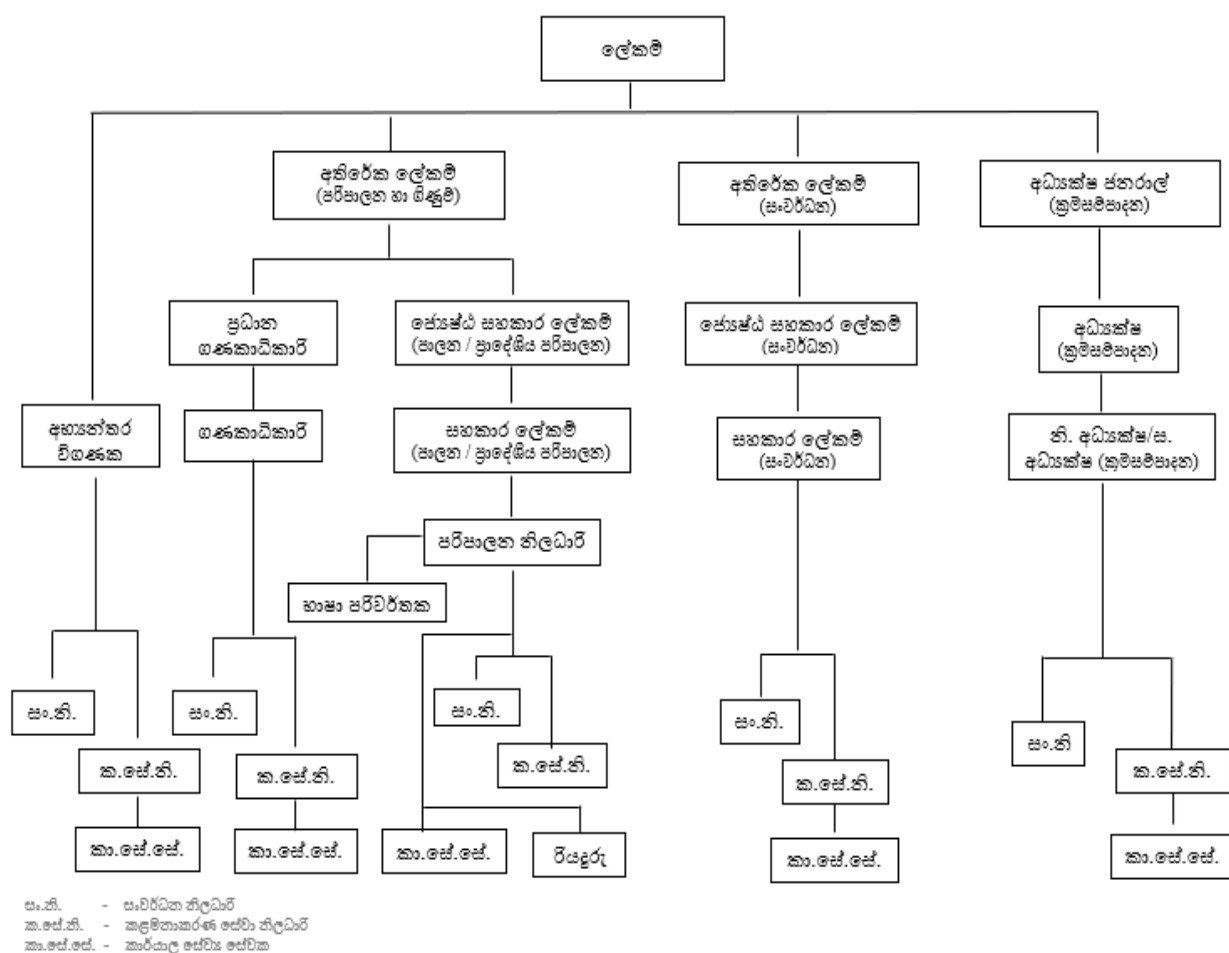 ලේකම්
අතිරේක ලේකම්
(පරිපාලන හා ගිණුම්)
අතිරේක ලේකම්
(සංවර්ධන)
අධ්‍යක්ෂ ජනරාල්
(ක්‍රමසම්පාදන)
ප්‍රධාන
ගණකාධිකාරි
ජ්‍යෙෂ්ඨ සහකාර ලේකම්
(පාලන / ප්‍රාදේශීය පරිපාලන)
ජ්‍යෙෂ්ඨ සහකාර ලේකම්
(සංවර්ධන)
අධ්‍යක්ෂ
(ක්‍රමසම්පාදන)
අභ්‍යන්තර
විගණක
ගණකාධිකාරි
සහකාර ලේකම්
(පාලන / ප්‍රාදේශීය පරිපාලන)
සහකාර ලේකම්
(සංවර්ධන)
නි. අධ්‍යක්ෂ/ස.
අධ්‍යක්ෂ (ක්‍රමසම්පාදන)
පරිපාලන නිලධාරි
භාෂා පරිවර්තක
සං.නි.
සං.නි.
සං.නි.
සං.නි.
සං.නි
ක.සේ.නි.
ක.සේ.නි.
ක.සේ.නි.
ක.සේ.නි.
ක.සේ.නි.
කා.සේ.සේ.
කා.සේ.සේ.
කා.සේ.සේ.
රියදුරු
කා.සේ.සේ.
කා.සේ.සේ.
සං.නි. - සංවර්ධන නිලධාරි
ක.සේ.නි. - කළමනාකරණ සේවා නිලධාරි
කා.සේ.සේ. - කාර්යාල සේව්‍ය සේවක